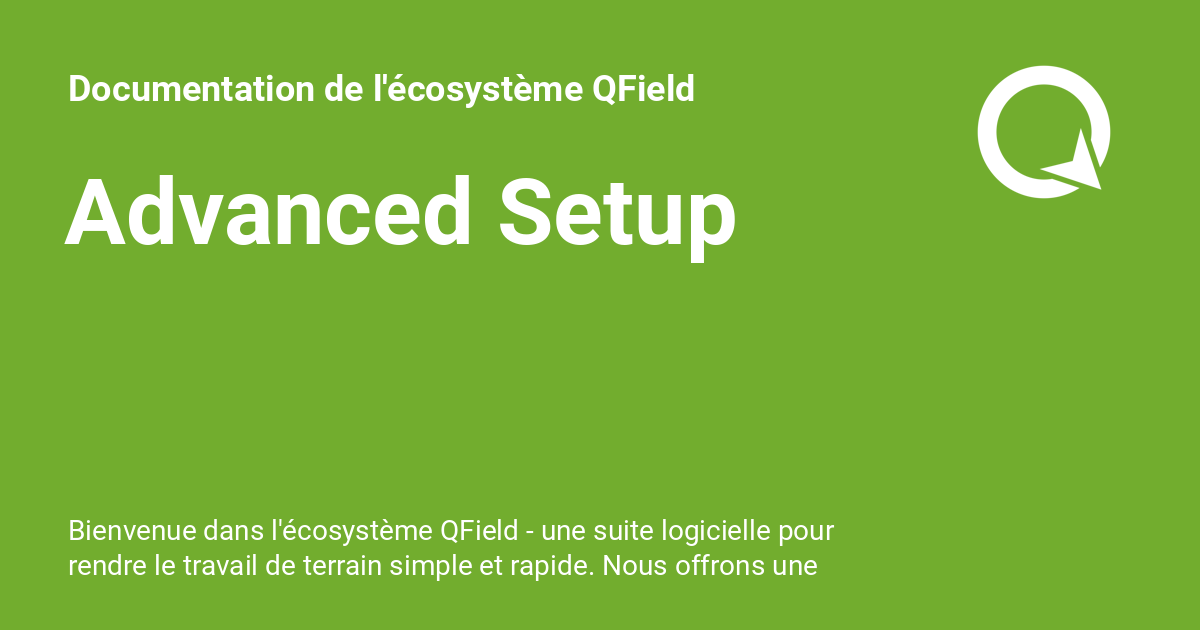 Documentation de l'écosystème QField
Advanced Setup
Bienvenue dans l'écosystème QField - une suite logicielle pour
rendre le travail de terrain simple et rapide. Nous offrons une